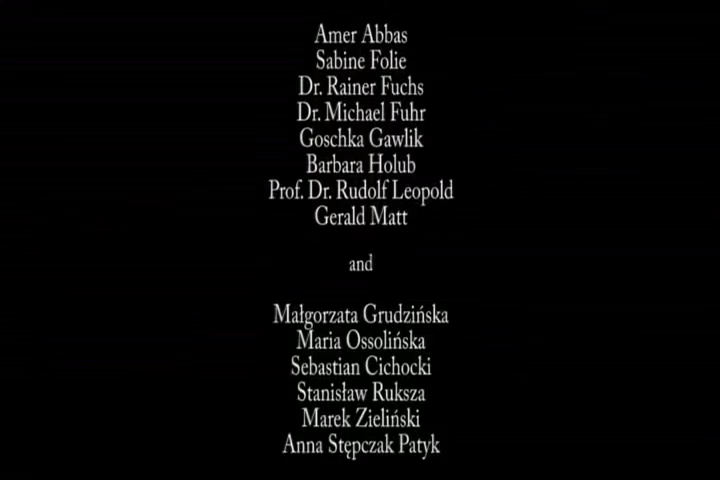 Amer Abbas
Sabine Folie
Dr. Rainer Fuchs
Dr. Michael Fuhr
Goschka Gawlik
Barbara Holub
Prof. Dr. Rudolf Leopold
Gerald Matt
and
Małgorzata Grudzińska
Maria Ossolińska
Sebastian Cichocki
Stanisław Ruksza
Marek Zieliński
Anna Stępczak Patyk